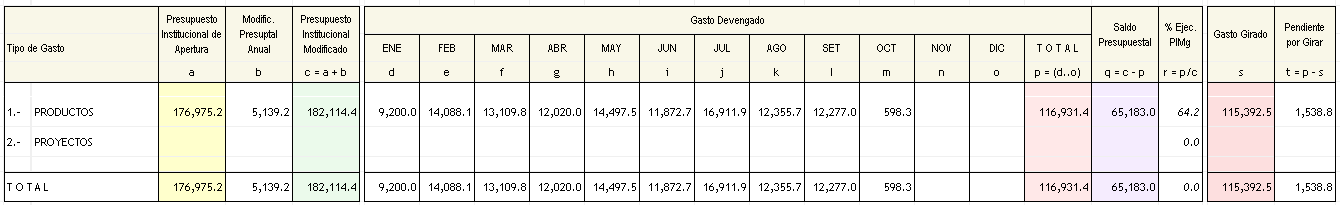 Tipo de Gasto | Presupuesto Institucional de Apertura | Modific. Presuptal Anual | Presupuesto Institucional Modificado | Gasto Devengado | Saldo Presupuestal | % Ejec. PIMg | Gasto Girado | Pendiente por Girar
ENE | FEB | MAR | ABR | MAY | JUN | JUL | AGO | SET | OCT | NOV | DIC | T O T A L
a | b | c = a + b | d | e | f | g | h | i | j | k | l | m | n | o | p = (d..o) | q = c - p | r = p/c | s | t = p - s
1.- PRODUCTOS | 176,975.2 | 5,139.2 | 182,114.4 | 9,200.0 | 14,088.1 | 13,109.8 | 12,020.0 | 14,497.5 | 11,872.7 | 16,911.9 | 12,355.7 | 12,277.0 | 598.3 | 116,931.4 | 65,183.0 | 64.2 | 115,392.5 | 1,538.8
2.- PROYECTOS | 0.0
T O T A L | 176,975.2 | 5,139.2 | 182,114.4 | 9,200.0 | 14,088.1 | 13,109.8 | 12,020.0 | 14,497.5 | 11,872.7 | 16,911.9 | 12,355.7 | 12,277.0 | 598.3 | 116,931.4 | 65,183.0 | 0.0 | 115,392.5 | 1,538.8